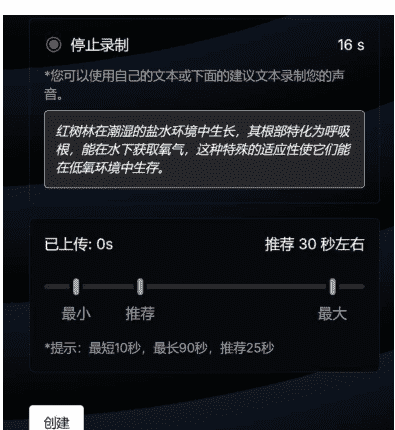 停止录制 16 s
*您可以使用自己的文本或下面的建议文本录制您的声
音。
红树林在潮湿的盐水环境中生长，其根部特化为呼吸
根，能在水下获取氧气，这种特殊的适应性使它们能
在低氧环境中生存。
已上传: 0s 推荐 30 秒左右
最小 推荐 最大
*提示：最短10秒，最长90秒，推荐25秒
创建